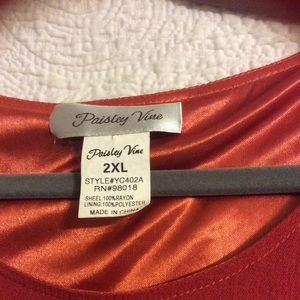 Paisley Vine
Paisley Vine
2XL
STYLE#YC402A
RN#98018
SHEEL:100%RAYON
LINING:100%POLYESTER
MADE IN CHINA